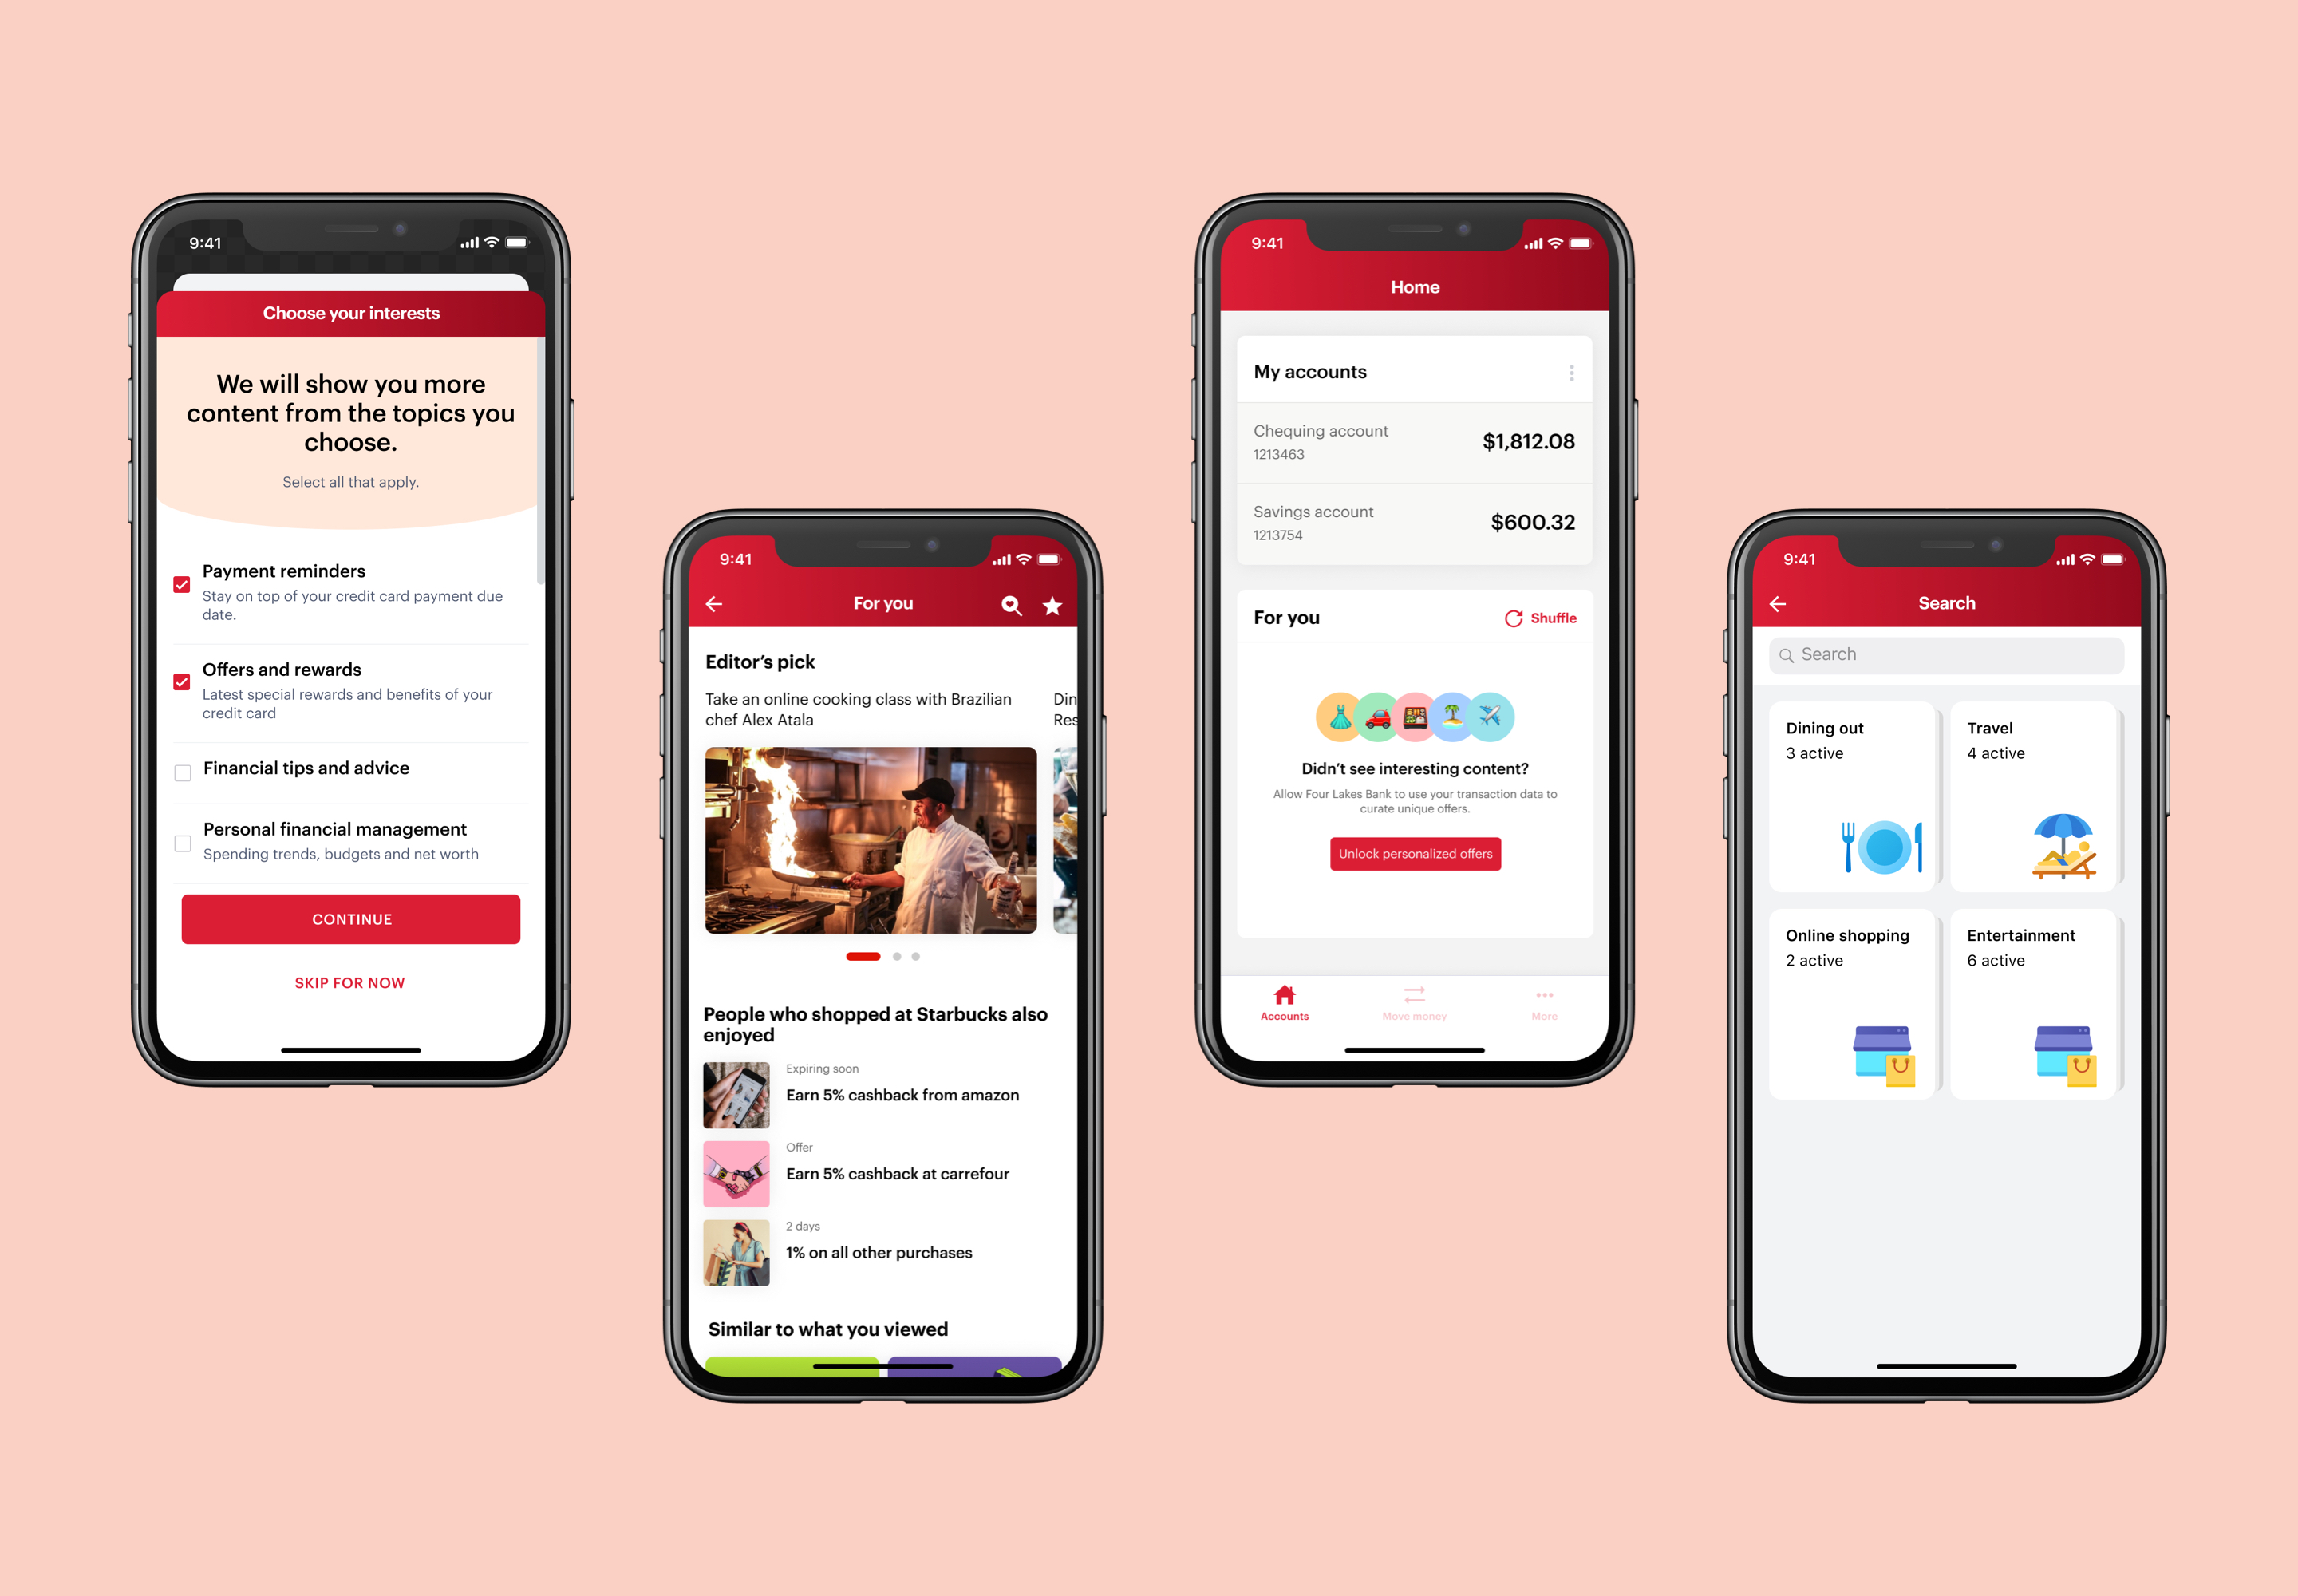 9:41
Choose your interests
We will show you more
content from the topics you
choose.
Select all that apply.
Payment reminders
Stay on top of your credit card payment due
date.
Offers and rewards
Latest special rewards and benefits of your
credit card
Financial tips and advice
Personal financial management
Spending trends, budgets and net worth
CONTINUE
SKIP FOR NOW
9:41
For you
Editor’s pick
Take an online cooking class with Brazilian
chef Alex Atala
Din
Res
People who shopped at Starbucks also
enjoyed
Expiring soon
Earn 5% cashback from amazon
Offer
Earn 5% cashback at carrefour
2 days
1% on all other purchases
Similar to what you viewed
9:41
Home
My accounts
Chequing account
1213463
$1,812.08
Savings account
1213754
$600.32
For you
Shuffle
Didn’t see interesting content?
Allow Four Lakes Bank to use your transaction data to
curate unique offers.
Unlock personalized offers
Accounts
Move money
More
9:41
Search
Search
Dining out
3 active
Travel
4 active
Online shopping
2 active
Entertainment
6 active